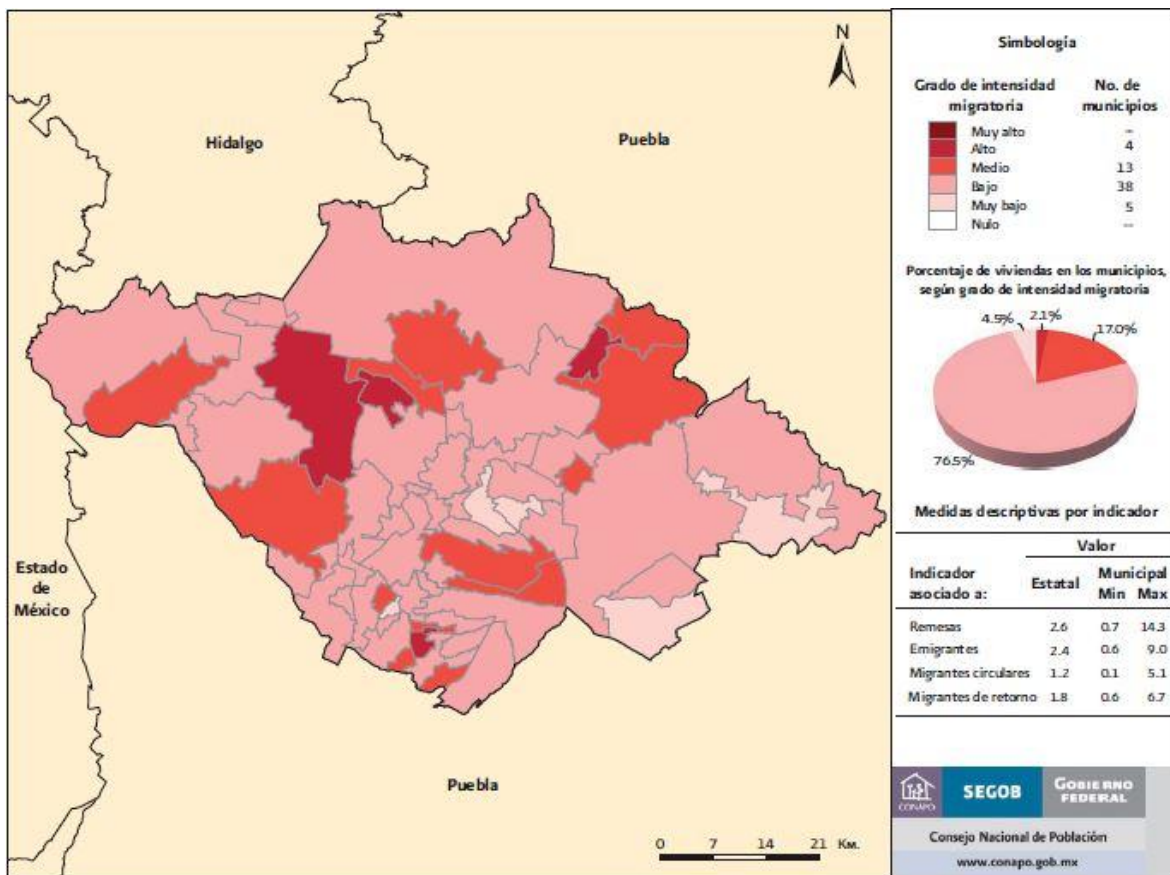 N
Hidalgo
Puebla
Estado
de
México
Puebla
0 7 14 21 Km.
Simbología
Grado de intensidad migratoria No. de municipios
Muy alto --
Alto 4
Medio 13
Bajo 38
Muy bajo 5
Nulo --
Porcentaje de viviendas en los municipios,
según grado de intensidad migratoria
4.5% 2.1%
17.0%
76.5%
Medidas descriptivas por indicador
Valor
Indicador asociado a: Estatal Municipal Min Max
Remesas 2.6 0.7 14.3
Emigrantes 2.4 0.6 9.0
Migrantes circulares 1.2 0.1 5.1
Migrantes de retorno 1.8 0.6 6.7
CONAPO
SEGOB
GOBIERNO
FEDERAL
Consejo Nacional de Población
www.conapo.gob.mx